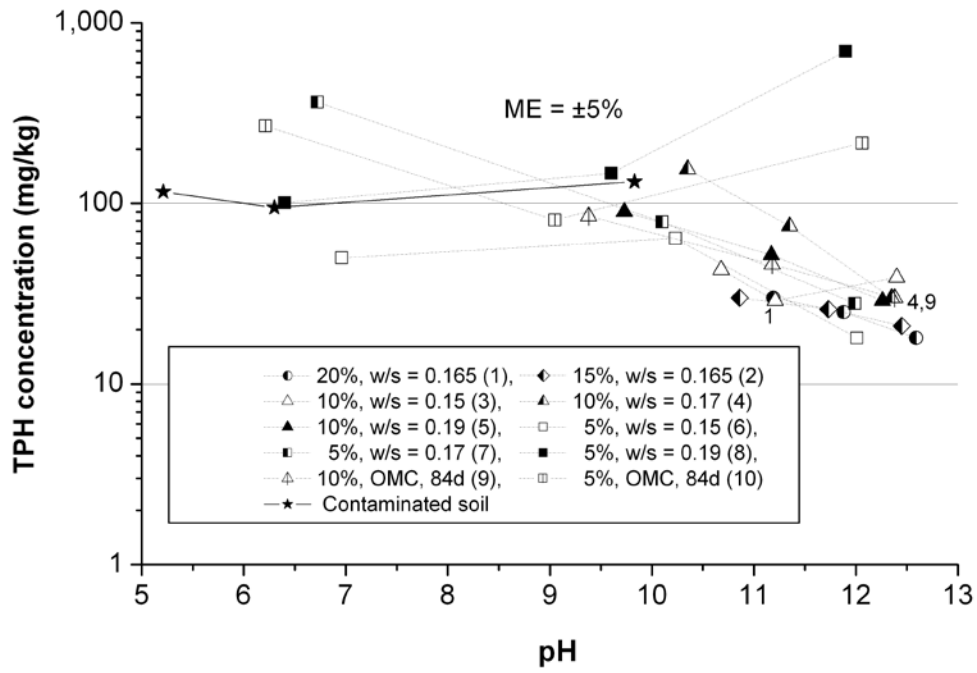 1,000
ME = ±5%
TPH concentration (mg/kg)
100
4,9
1
20%, w/s = 0.165 (1), 15%, w/s = 0.165 (2)
10%, w/s = 0.15 (3), 10%, w/s = 0.17 (4)
10 10%, w/s = 0.19 (5), 5%, w/s = 0.15 (6),
5%, w/s = 0.17 (7), 5%, w/s = 0.19 (8),
10%, OMC, 84d (9), 5%, OMC, 84d (10)
Contaminated soil
1
5 6 7 8 9 10 11 12 13
pH